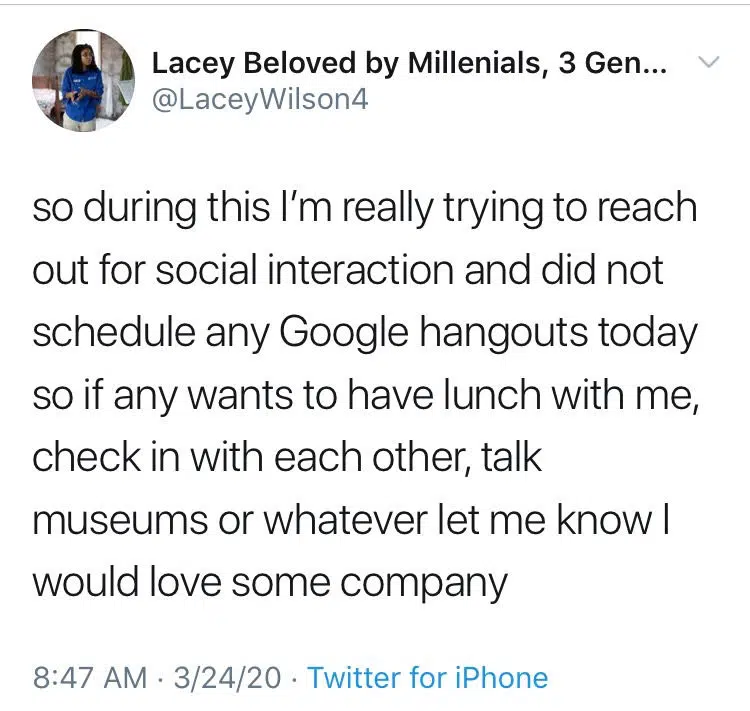 Lacey Beloved by Millenials, 3 Gen...
@LaceyWilson4
so during this I'm really trying to reach
out for social interaction and did not
schedule any Google hangouts today
so if any wants to have lunch with me,
check in with each other, talk
museums or whatever let me know I
would love some company
8:47 AM · 3/24/20 · Twitter for iPhone